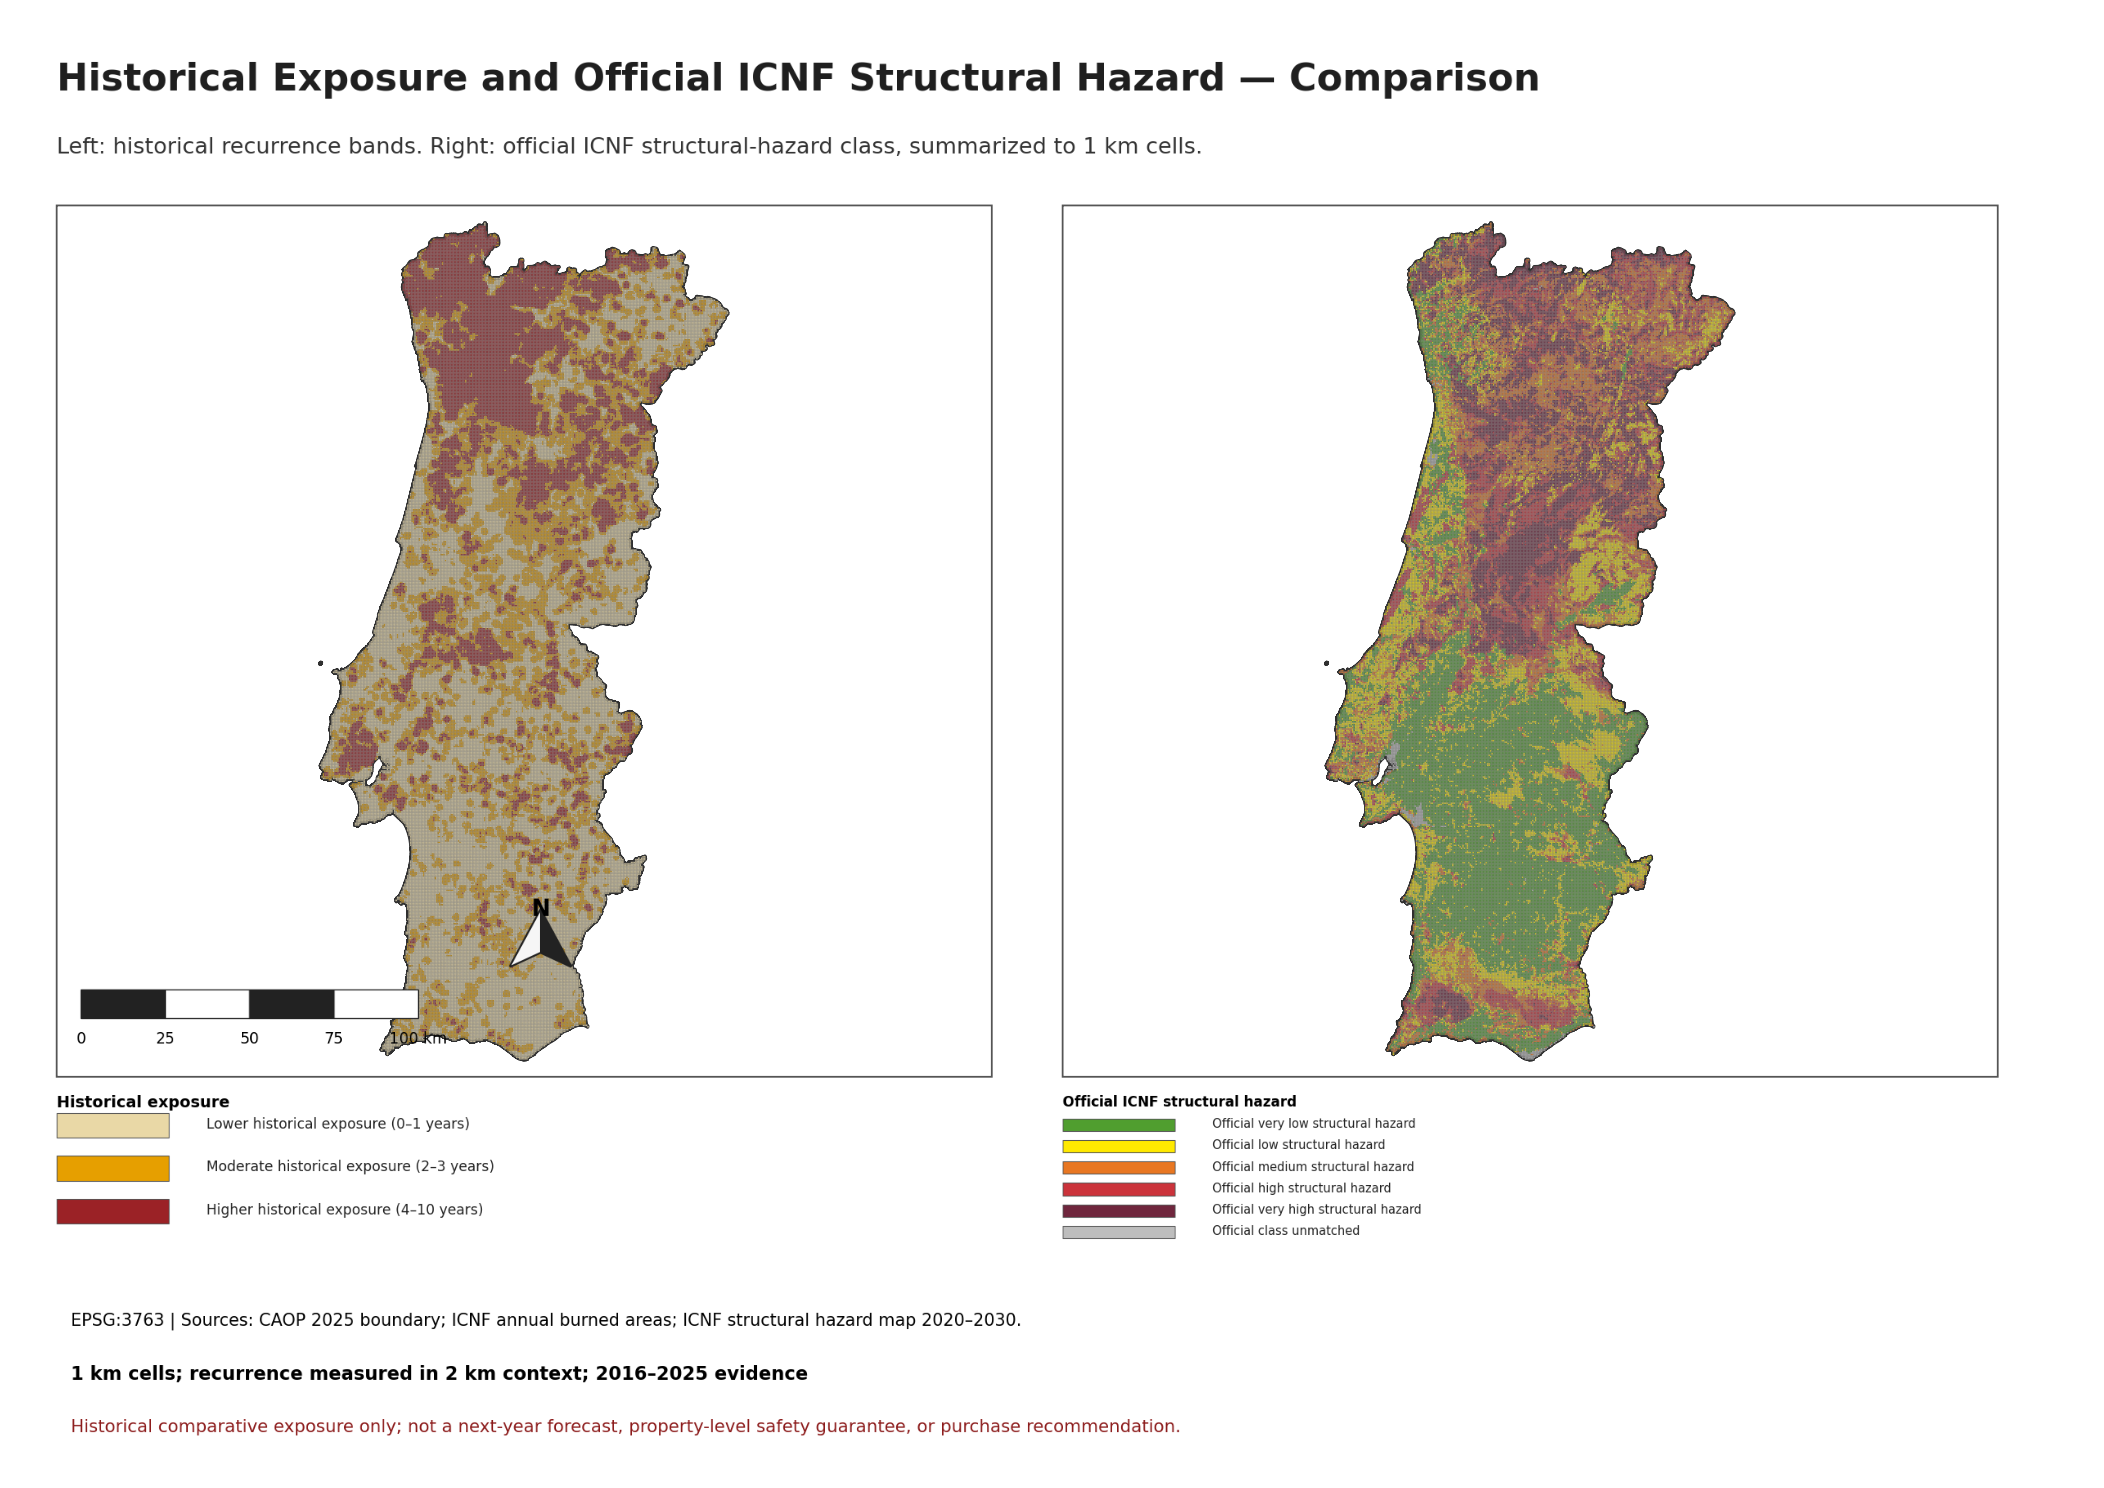 Historical Exposure and Official ICNF Structural Hazard — Comparison
Left: historical recurrence bands. Right: official ICNF structural-hazard class, summarized to 1 km cells.
N
0 25 50 75 100 km
Historical exposure
Lower historical exposure (0–1 years)
Moderate historical exposure (2–3 years)
Higher historical exposure (4–10 years)
Official ICNF structural hazard
Official very low structural hazard
Official low structural hazard
Official medium structural hazard
Official high structural hazard
Official very high structural hazard
Official class unmatched
EPSG:3763 | Sources: CAOP 2025 boundary; ICNF annual burned areas; ICNF structural hazard map 2020–2030.
1 km cells; recurrence measured in 2 km context; 2016–2025 evidence
Historical comparative exposure only; not a next-year forecast, property-level safety guarantee, or purchase recommendation.